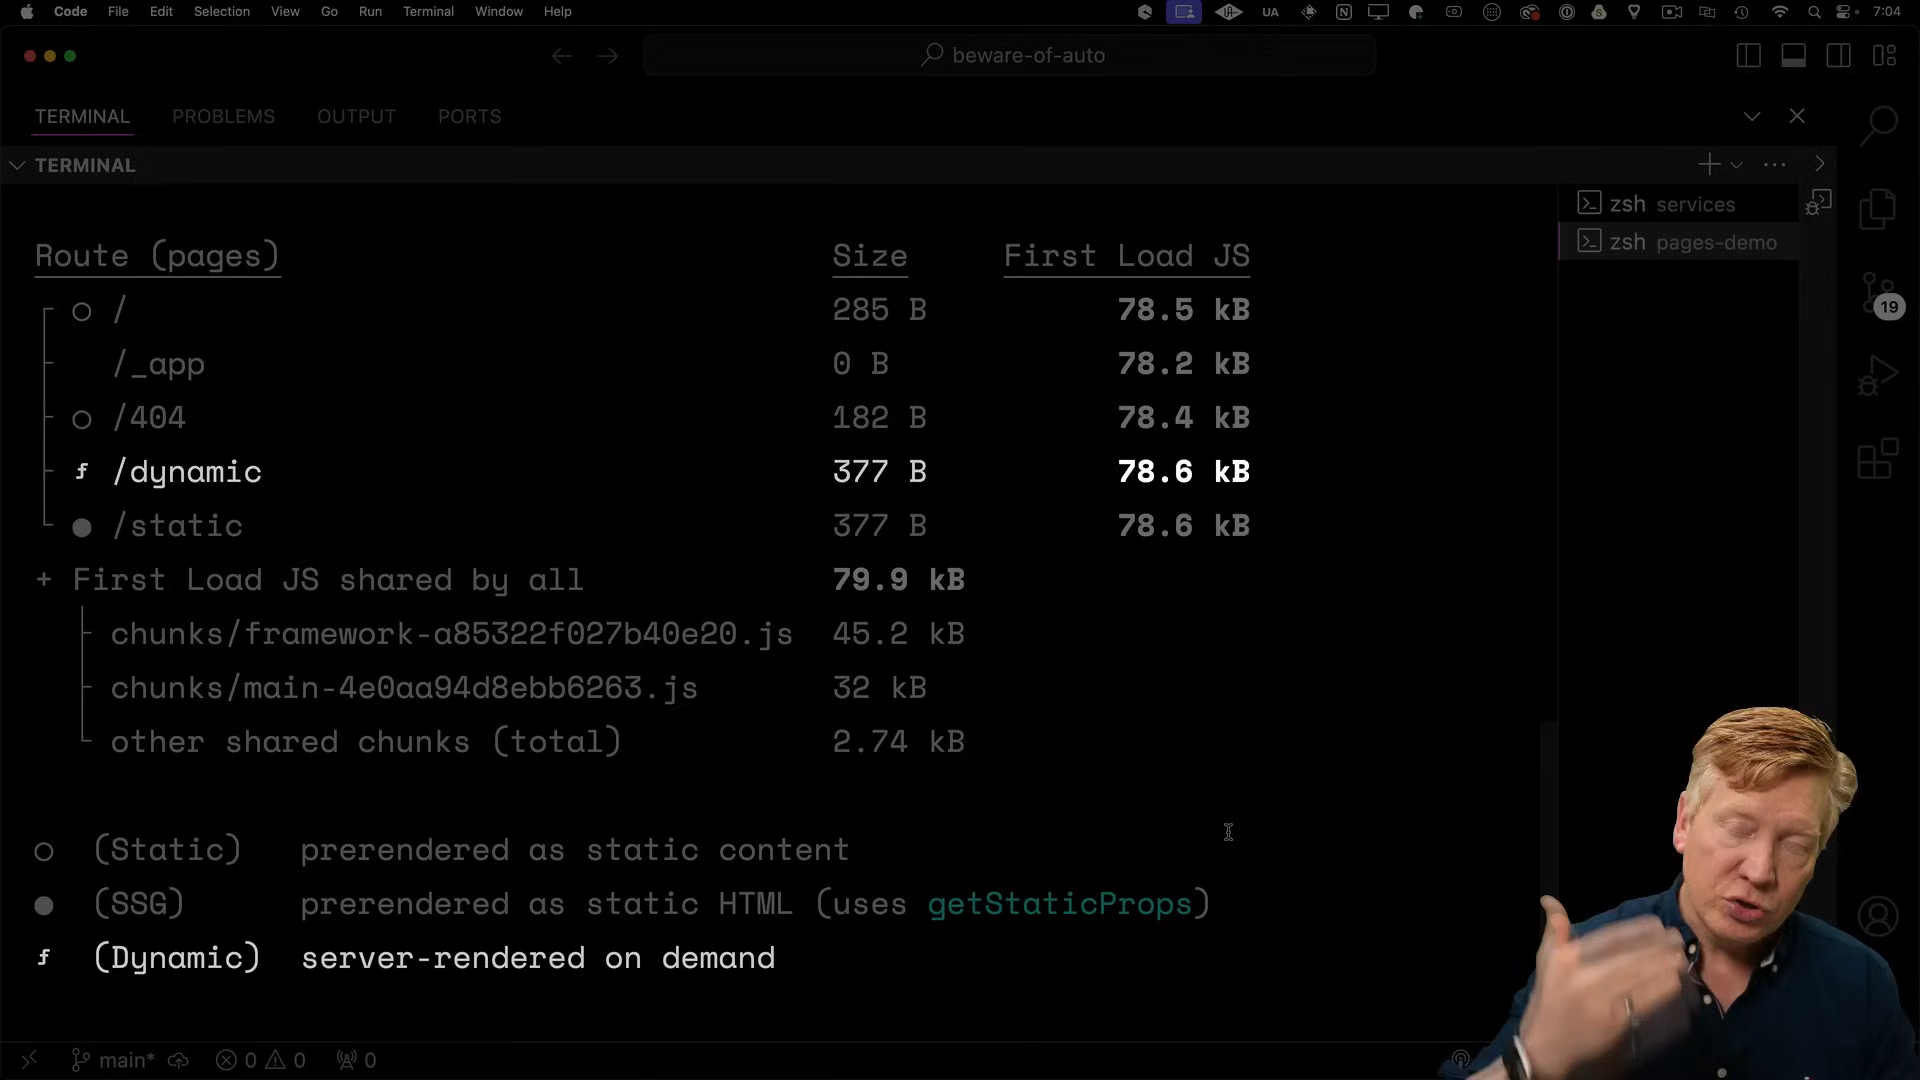 Code File Edit Selection View Go Run Terminal Window Help UA 7:04
beware-of-auto
TERMINAL PROBLEMS OUTPUT PORTS
TERMINAL
zsh services
zsh pages-demo
19
Route (pages) Size First Load JS
○ / 285 B 78.5 kB
/_app 0 B 78.2 kB
○ /404 182 B 78.4 kB
ƒ /dynamic 377 B 78.6 kB
● /static 377 B 78.6 kB
+ First Load JS shared by all 79.9 kB
chunks/framework-a85322f027b40e20.js 45.2 kB
chunks/main-4e0aa94d8ebb6263.js 32 kB
other shared chunks (total) 2.74 kB
○ (Static) prerendered as static content
● (SSG) prerendered as static HTML (uses getStaticProps)
ƒ (Dynamic) server-rendered on demand
main* 0 0 0